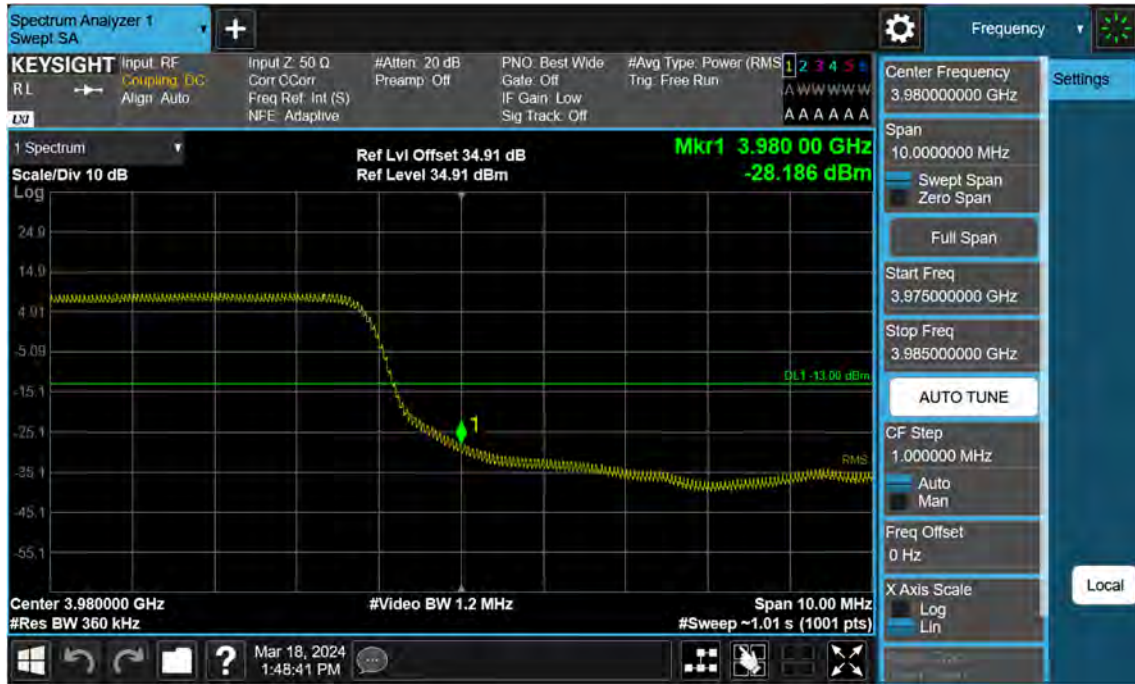 Spectrum Analyzer 1
Swept SA
Frequency
KEYSIGHT
RL
LXI
Input: RF
Coupling: DC
Align: Auto
Input Z: 50 Ω
Corr CCorr
Freq Ref: Int (S)
NFE: Adaptive
#Atten: 20 dB
Preamp: Off
PNO: Best Wide
Gate: Off
IF Gain: Low
Sig Track: Off
#Avg Type: Power (RMS
Trig: Free Run
1 2 3 4 5 6
A W W W W W
A A A A A A
1 Spectrum
Scale/Div 10 dB
Ref Lvl Offset 34.91 dB
Ref Level 34.91 dBm
Mkr1 3.980 00 GHz
-28.186 dBm
Log
24.9
14.9
4.91
-5.09
-15.1
-25.1
-35.1
-45.1
-55.1
DL1 -13.00 dBm
1
RMS
Center 3.980000 GHz
#Video BW 1.2 MHz
Span 10.00 MHz
#Res BW 360 kHz
#Sweep ~1.01 s (1001 pts)
Center Frequency
3.980000000 GHz
Settings
Span
10.0000000 MHz
Swept Span
Zero Span
Full Span
Start Freq
3.975000000 GHz
Stop Freq
3.985000000 GHz
AUTO TUNE
CF Step
1.000000 MHz
Auto
Man
Freq Offset
0 Hz
X Axis Scale
Log
Lin
Local
?
Mar 18, 2024
1:48:41 PM